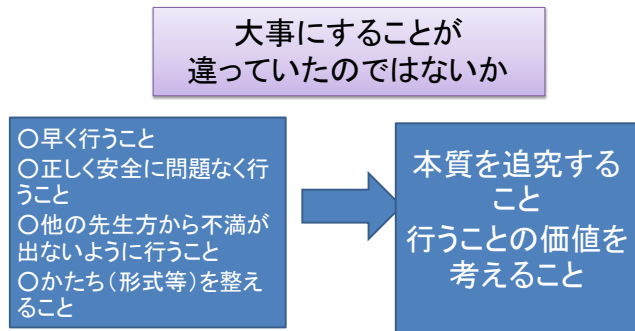 大事にすることが
違っていたのではないか
〇早く行うこと
〇正しく安全に問題なく行
うこと
〇他の先生方から不満が
出ないように行うこと
〇かたち（形式等）を整え
ること
本質を追究する
こと
行うことの価値を
考えること